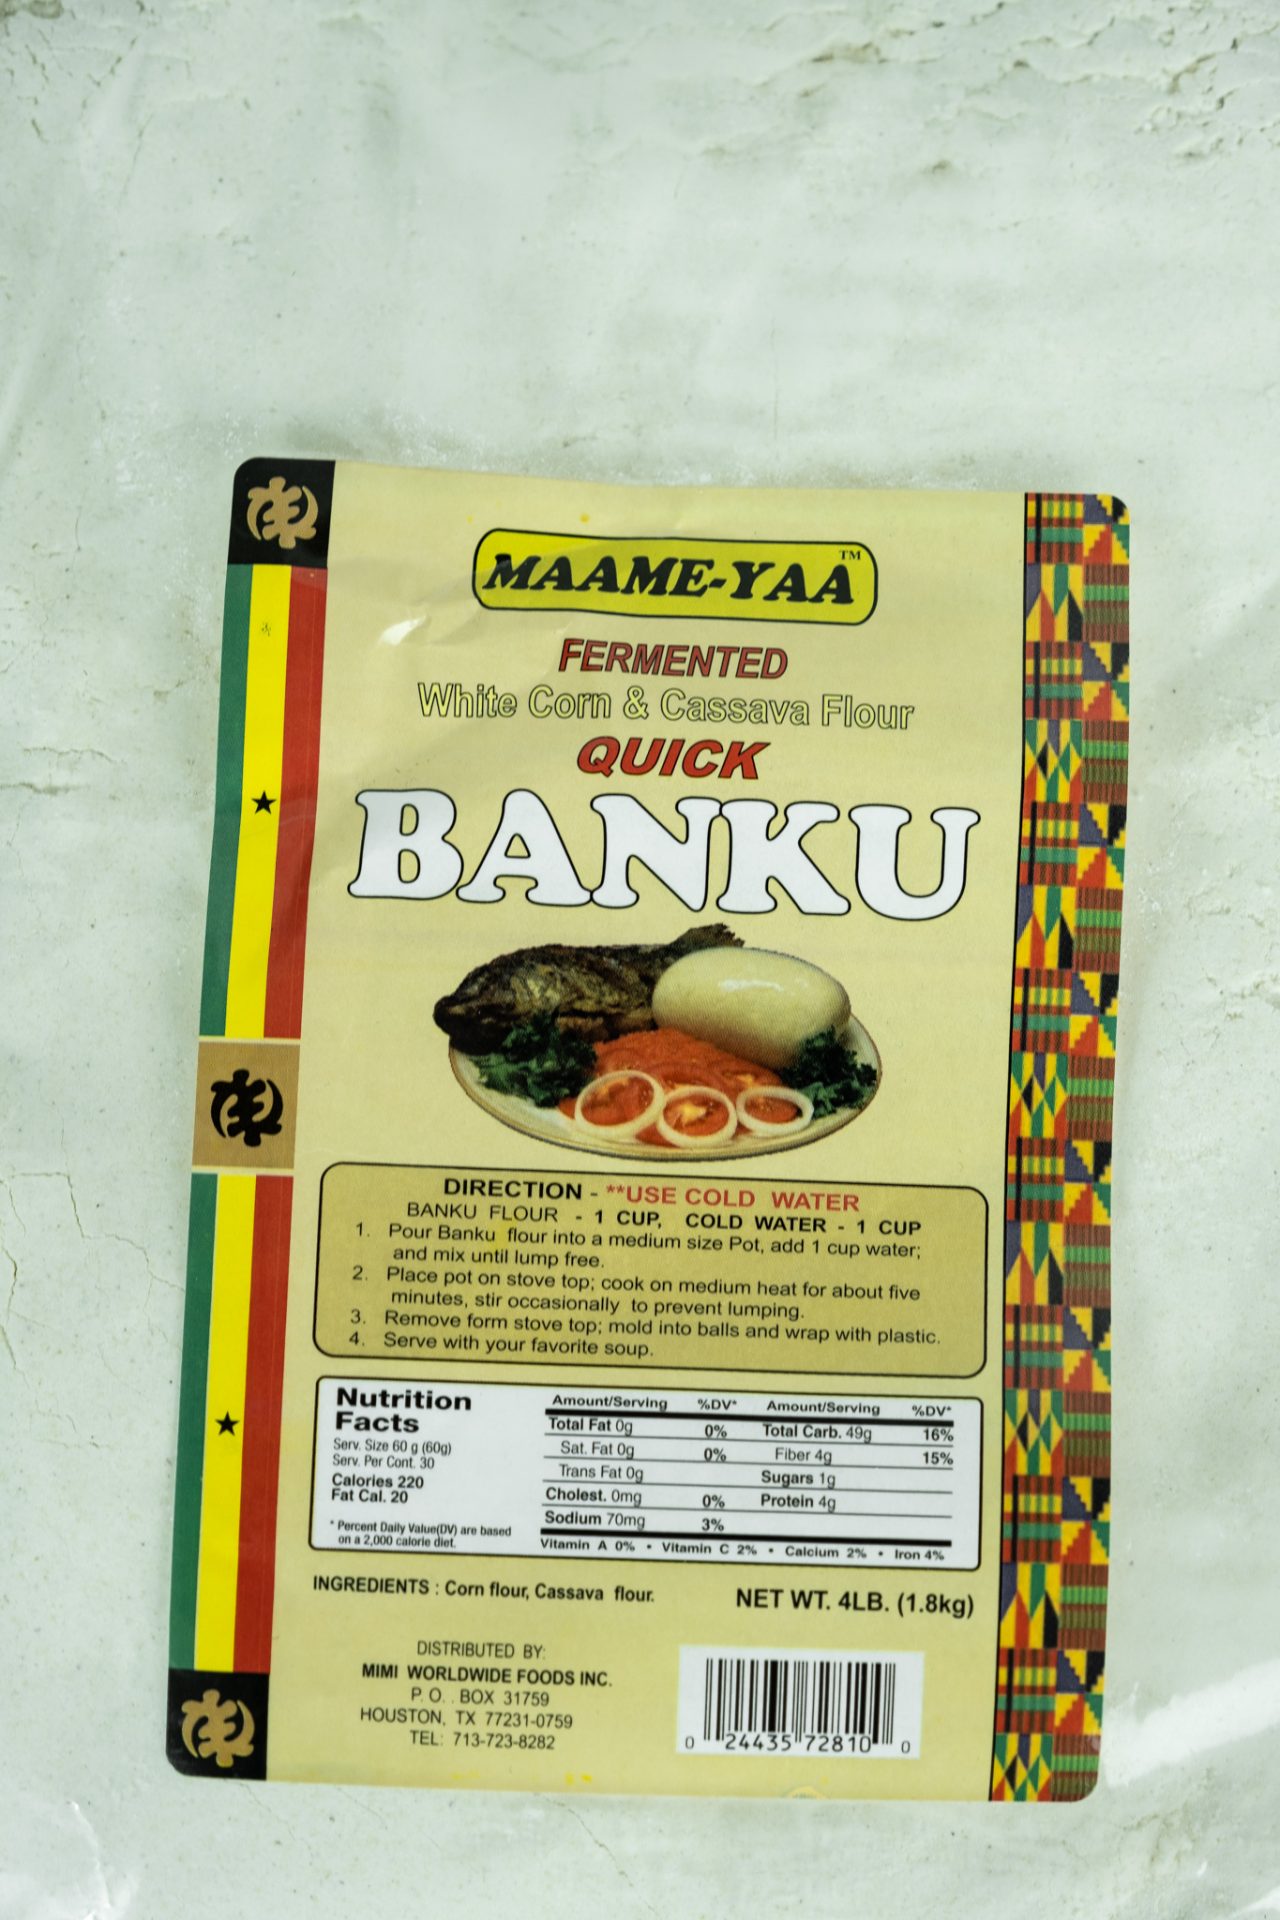 MAAME-YAA™
FERMENTED
White Corn & Cassava Flour
QUICK
BANKU
DIRECTION - **USE COLD WATER
BANKU FLOUR - 1 CUP, COLD WATER - 1 CUP
1. Pour Banku flour into a medium size Pot, add 1 cup water;
and mix until lump free.
2. Place pot on stove top; cook on medium heat for about five
minutes, stir occasionally to prevent lumping.
3. Remove form stove top; mold into balls and wrap with plastic.
4. Serve with your favorite soup.
Nutrition
Facts
Serv. Size 60 g (60g)
Serv. Per Cont. 30
Calories 220
Fat Cal. 20
* Percent Daily Value(DV) are based
on a 2,000 calorie diet.
Amount/Serving %DV* Amount/Serving %DV*
Total Fat 0g 0% Total Carb. 49g 16%
Sat. Fat 0g 0% Fiber 4g 15%
Trans Fat 0g Sugars 1g
Cholest. 0mg 0% Protein 4g
Sodium 70mg 3%
Vitamin A 0% • Vitamin C 2% • Calcium 2% • Iron 4%
INGREDIENTS : Corn flour, Cassava flour.
NET WT. 4LB. (1.8kg)
DISTRIBUTED BY:
MIMI WORLDWIDE FOODS INC.
P. O. . BOX 31759
HOUSTON, TX 77231-0759
TEL: 713-723-8282
0 24435 72810 0